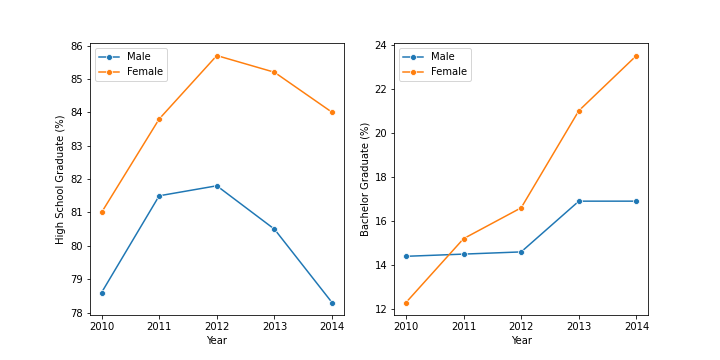 High School Graduate (%)
86
85
84
83
82
81
80
79
78
Male
Female
2010 2011 2012 2013 2014
Year
Bachelor Graduate (%)
24
22
20
18
16
14
12
Male
Female
2010 2011 2012 2013 2014
Year